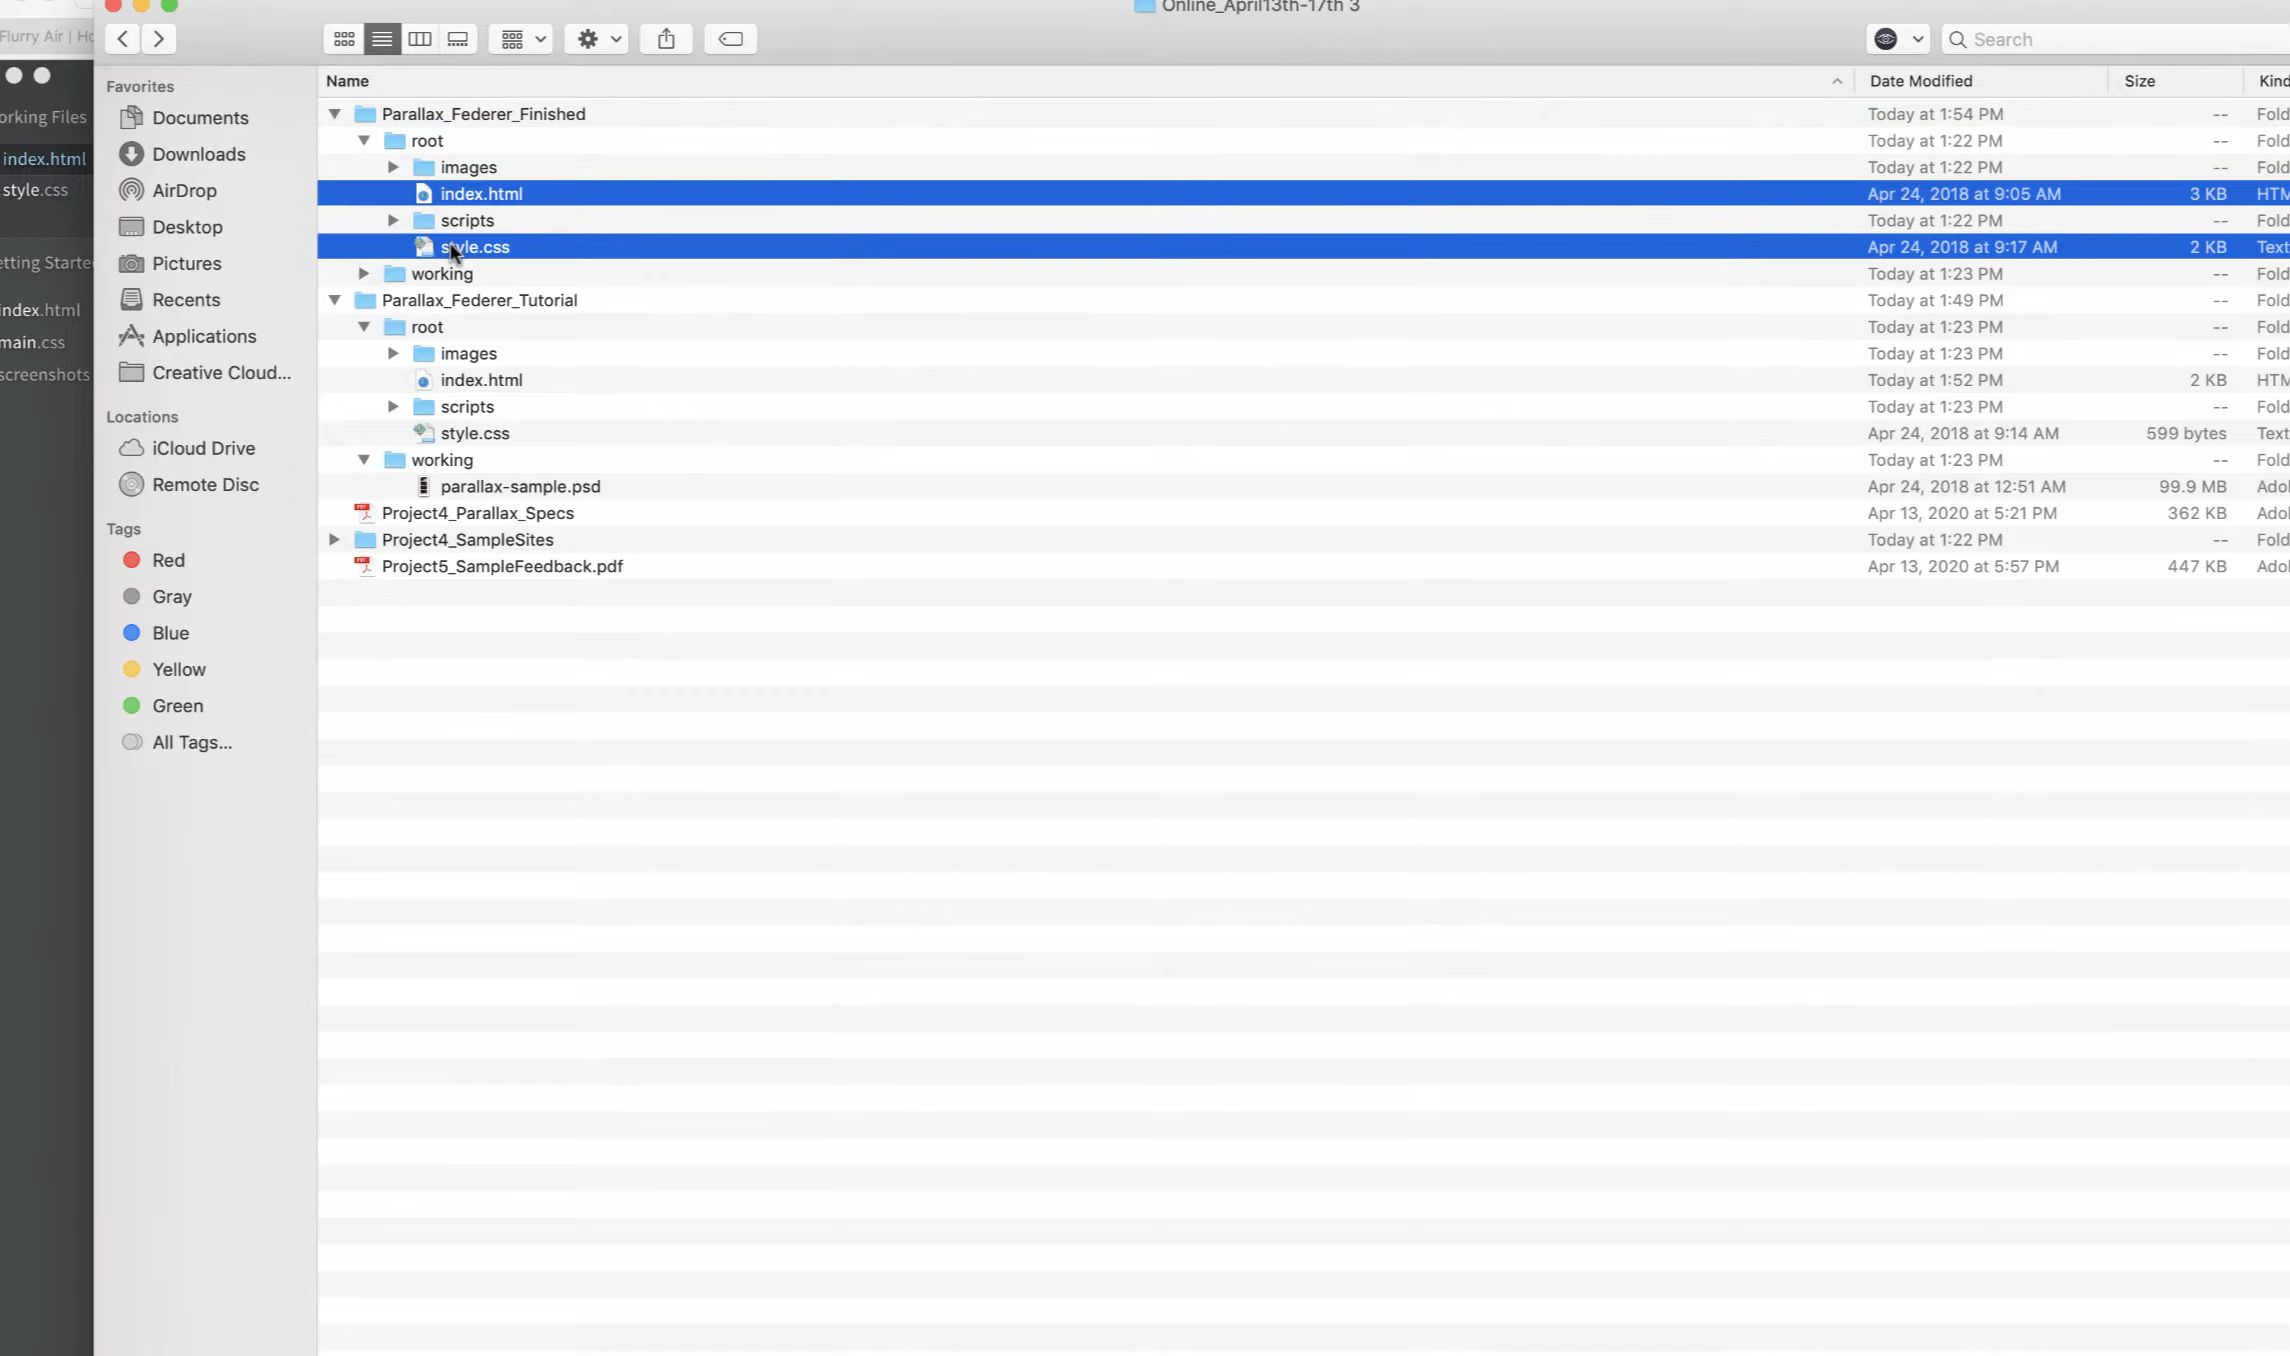 Online_April13th-17th 3
Flurry Air | Ho
Search
orking Files
index.html
style.css
etting Starte
index.html
main.css
screenshots
Favorites
Documents
Downloads
AirDrop
Desktop
Pictures
Recents
Applications
Creative Cloud...
Locations
iCloud Drive
Remote Disc
Tags
Red
Gray
Blue
Yellow
Green
All Tags...
Name Date Modified Size Kind
Parallax_Federer_Finished Today at 1:54 PM -- Fold
root Today at 1:22 PM -- Fold
images Today at 1:22 PM -- Fold
index.html Apr 24, 2018 at 9:05 AM 3 KB HTM
scripts Today at 1:22 PM -- Fold
style.css Apr 24, 2018 at 9:17 AM 2 KB Text
working Today at 1:23 PM -- Fold
Parallax_Federer_Tutorial Today at 1:49 PM -- Fold
root Today at 1:23 PM -- Fold
images Today at 1:23 PM -- Fold
index.html Today at 1:52 PM 2 KB HTM
scripts Today at 1:23 PM -- Fold
style.css Apr 24, 2018 at 9:14 AM 599 bytes Text
working Today at 1:23 PM -- Fold
parallax-sample.psd Apr 24, 2018 at 12:51 AM 99.9 MB Adol
Project4_Parallax_Specs Apr 13, 2020 at 5:21 PM 362 KB Adol
Project4_SampleSites Today at 1:22 PM -- Fold
Project5_SampleFeedback.pdf Apr 13, 2020 at 5:57 PM 447 KB Adol